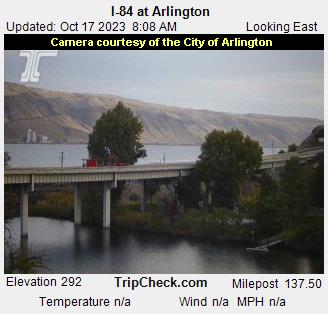 I-84 at Arlington
Updated: Oct 17 2023 8:08 AM Looking East
Camera courtesy of the City of Arlington
Elevation 292 TripCheck.com Milepost 137.50
Temperature n/a Wind n/a MPH n/a